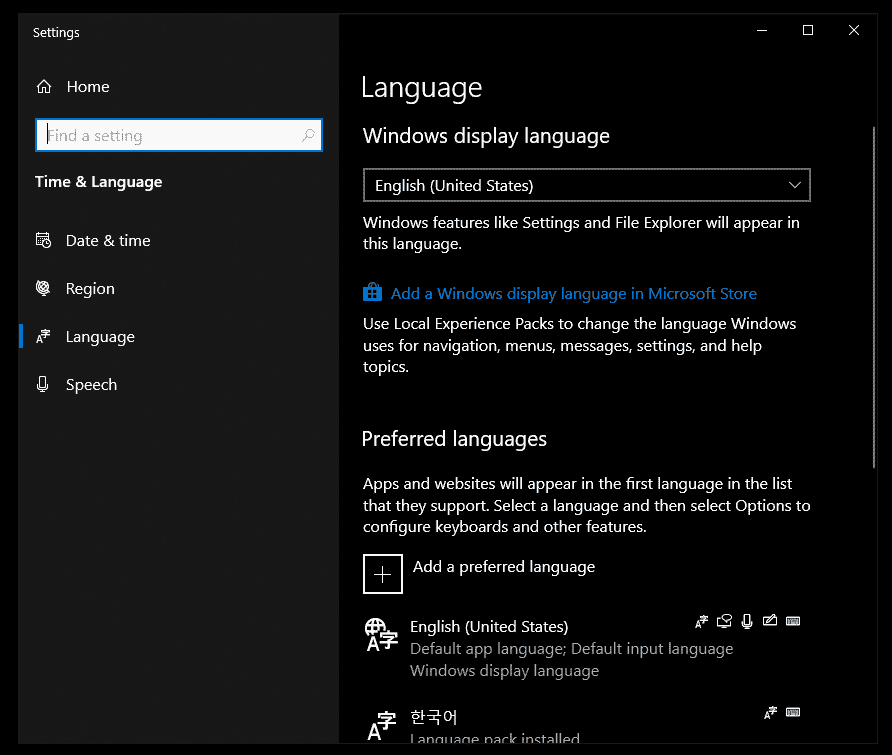 Settings
Home
Find a setting
Time & Language
Date & time
Region
Language
Speech
Language
Windows display language
English (United States)
Windows features like Settings and File Explorer will appear in
this language.
Add a Windows display language in Microsoft Store
Use Local Experience Packs to change the language Windows
uses for navigation, menus, messages, settings, and help
topics.
Preferred languages
Apps and websites will appear in the first language in the list
that they support. Select a language and then select Options to
configure keyboards and other features.
Add a preferred language
English (United States)
Default app language; Default input language
Windows display language
한국어
Language pack installed